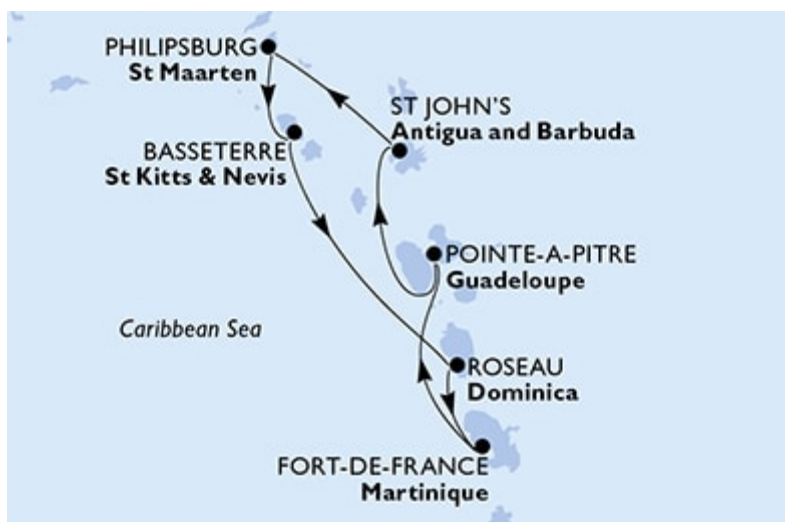 PHILIPSBURG
St Maarten
ST JOHN'S
Antigua and Barbuda
BASSETERRE
St Kitts & Nevis
POINTE-A-PITRE
Guadeloupe
Caribbean Sea
ROSEAU
Dominica
FORT-DE-FRANCE
Martinique